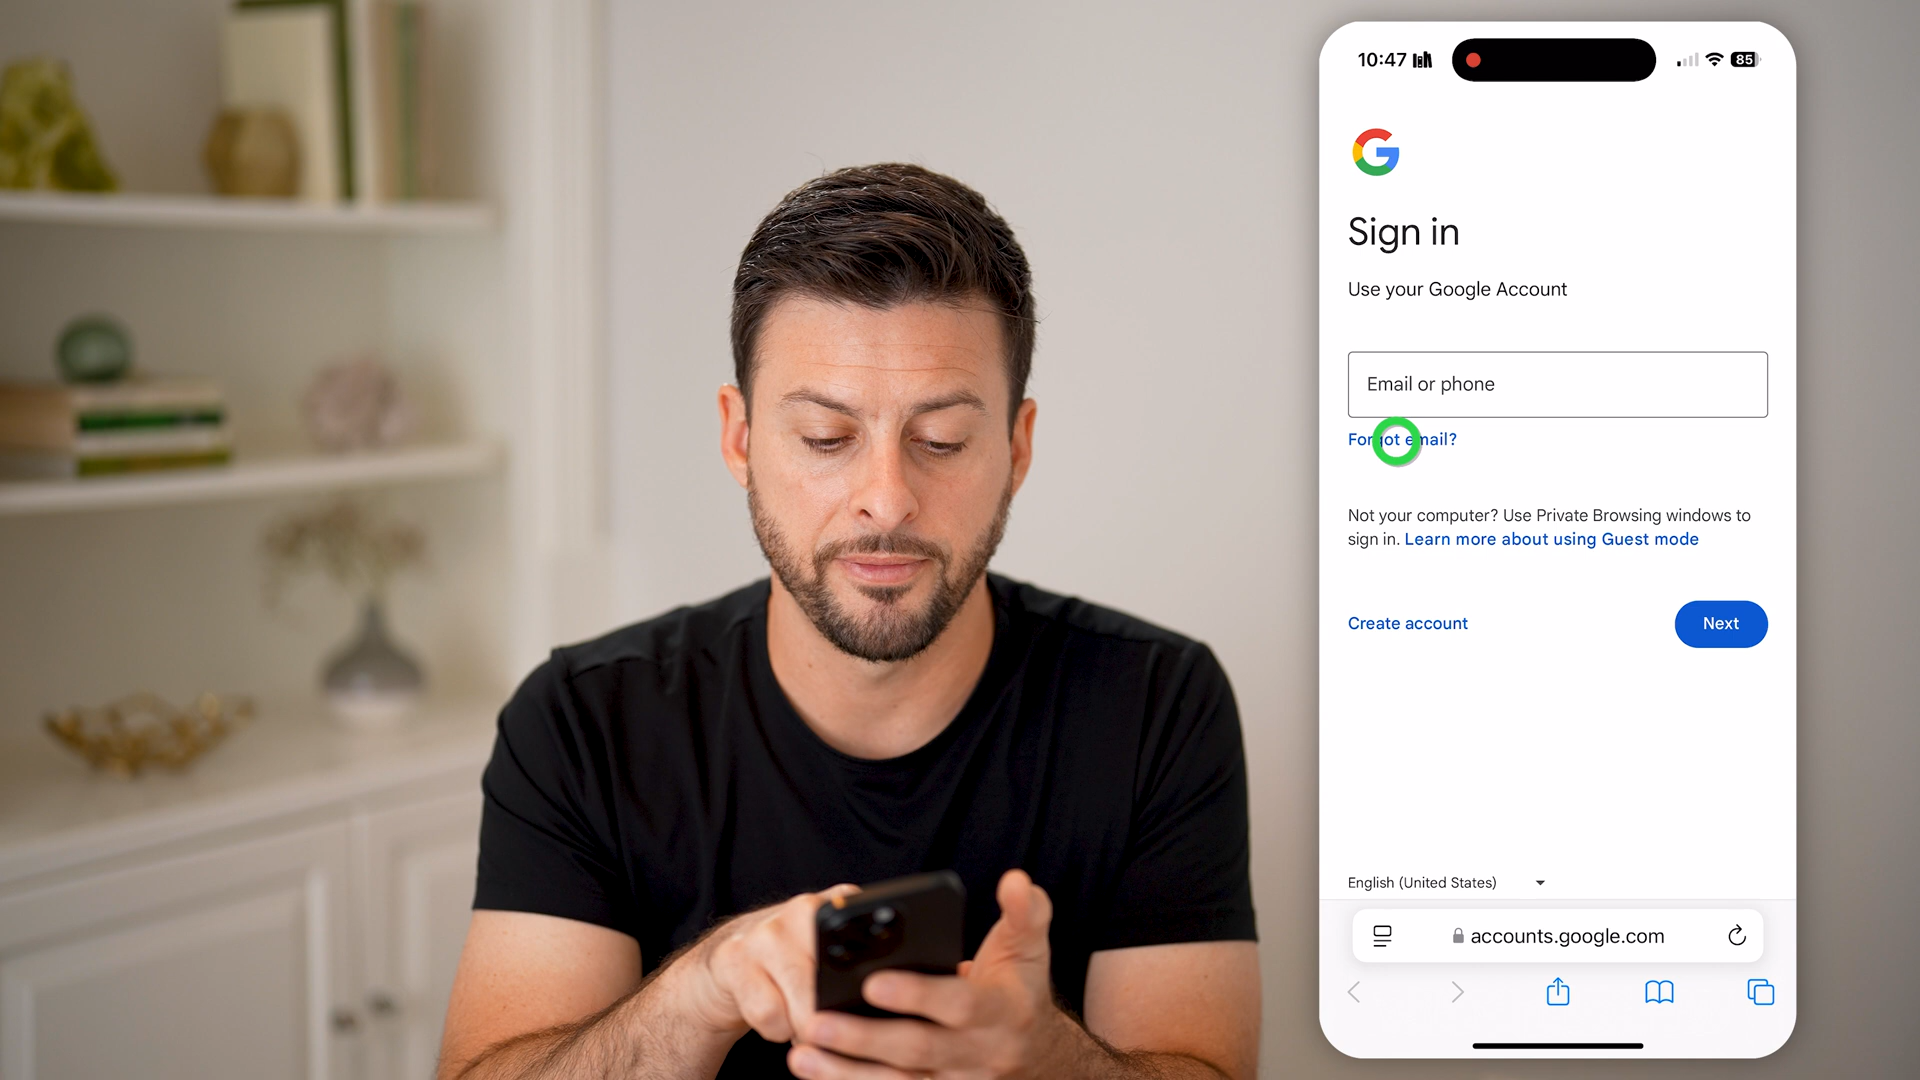 10:47
85
Sign in
Use your Google Account
Email or phone
Forgot email?
Not your computer? Use Private Browsing windows to
sign in. Learn more about using Guest mode
Create account
Next
English (United States)
accounts.google.com